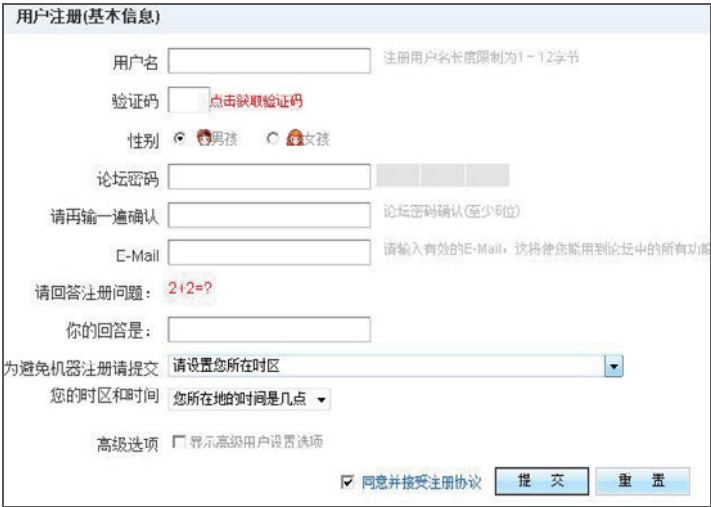 用户注册(基本信息)
用户名 注册用户名长度限制为1－12字节
验证码 点击获取验证码
性别 男孩 女孩
论坛密码
请再输一遍确认 论坛密码确认(至少6位)
E-Mail 请输入有效的E-Mail，这将使您能用到论坛中的所有功能
请回答注册问题： 2+2=?
你的回答是：
为避免机器注册请提交 请设置您所在时区
您的时区和时间 您所在地的时间是几点
高级选项 显示高级用户设置选项
同意并接受注册协议 提 交 重 置